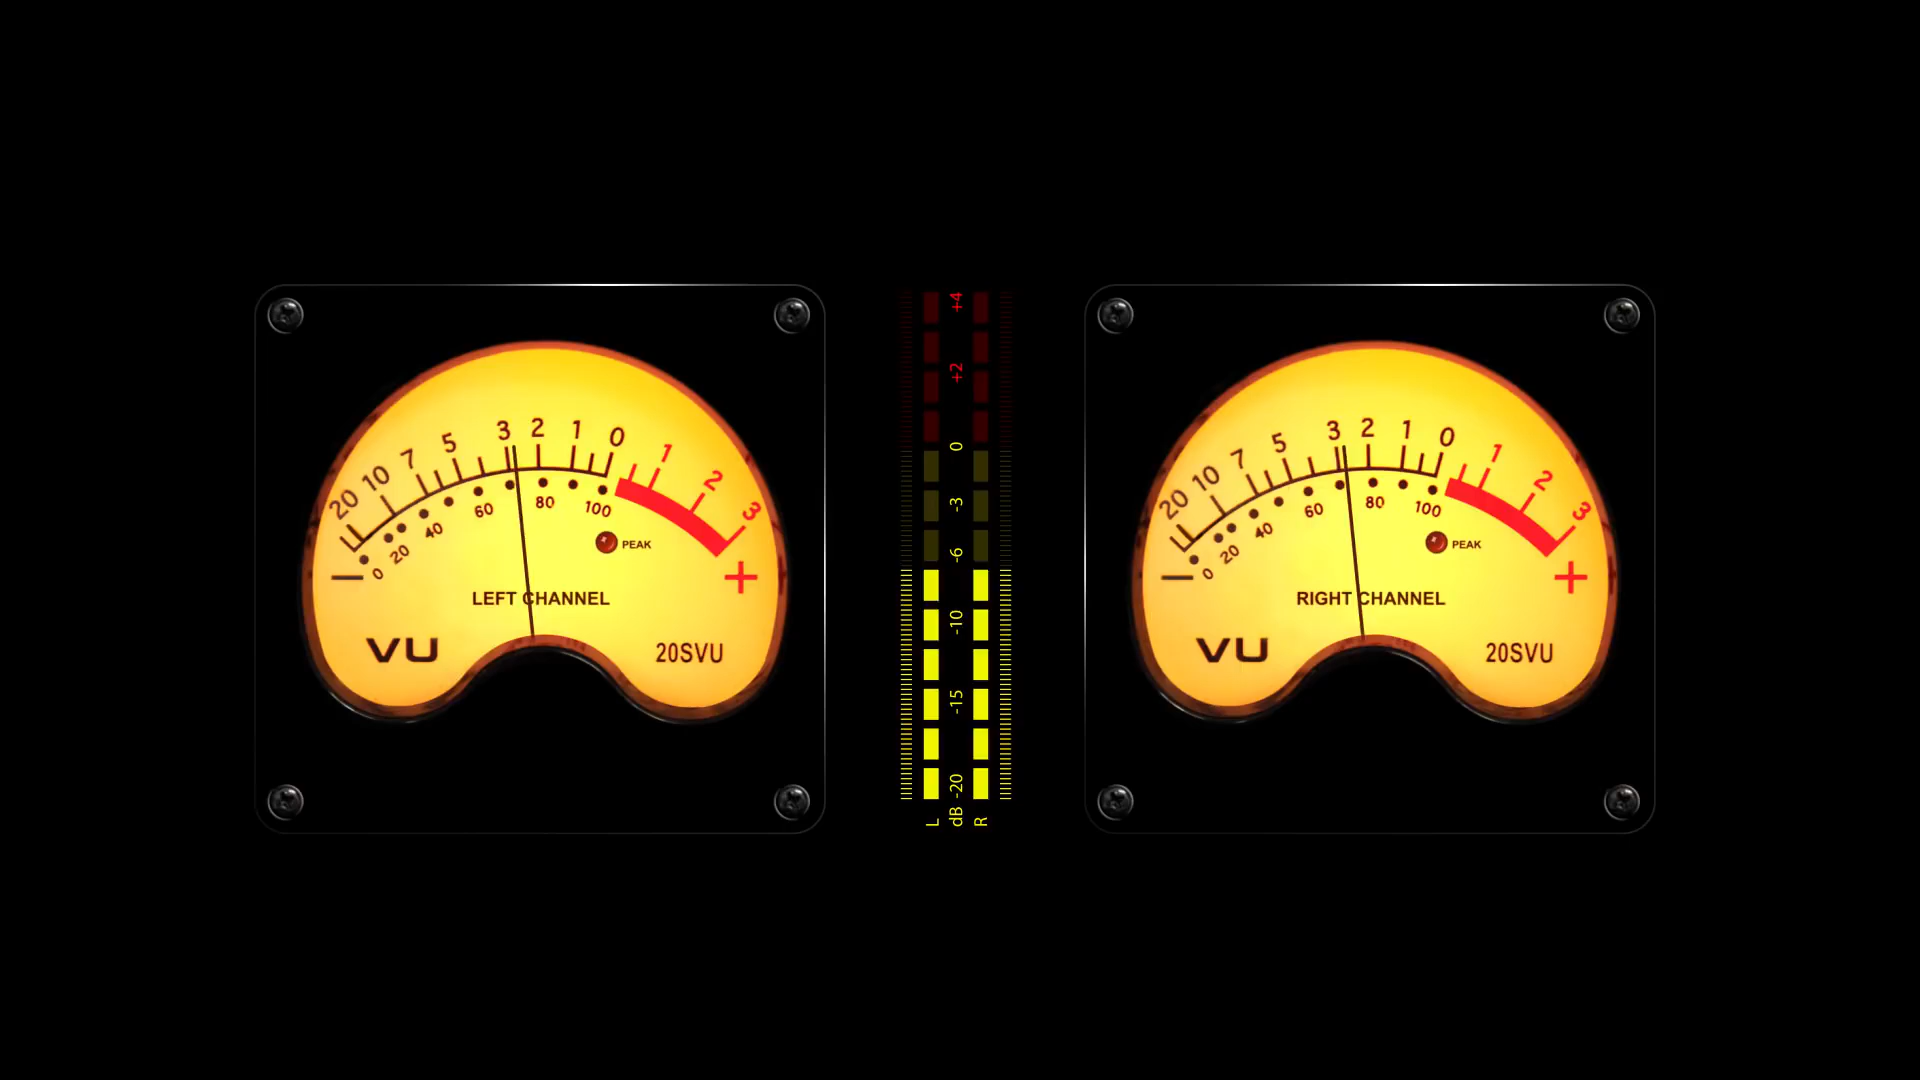 20 10 7 5 3 2 1 0 1 2 3
0 20 40 60 80 100
PEAK
− +
LEFT CHANNEL
VU 20SVU
+4
+2
0
-3
-6
-10
-15
-20
L dB R
20 10 7 5 3 2 1 0 1 2 3
0 20 40 60 80 100
PEAK
− +
RIGHT CHANNEL
VU 20SVU